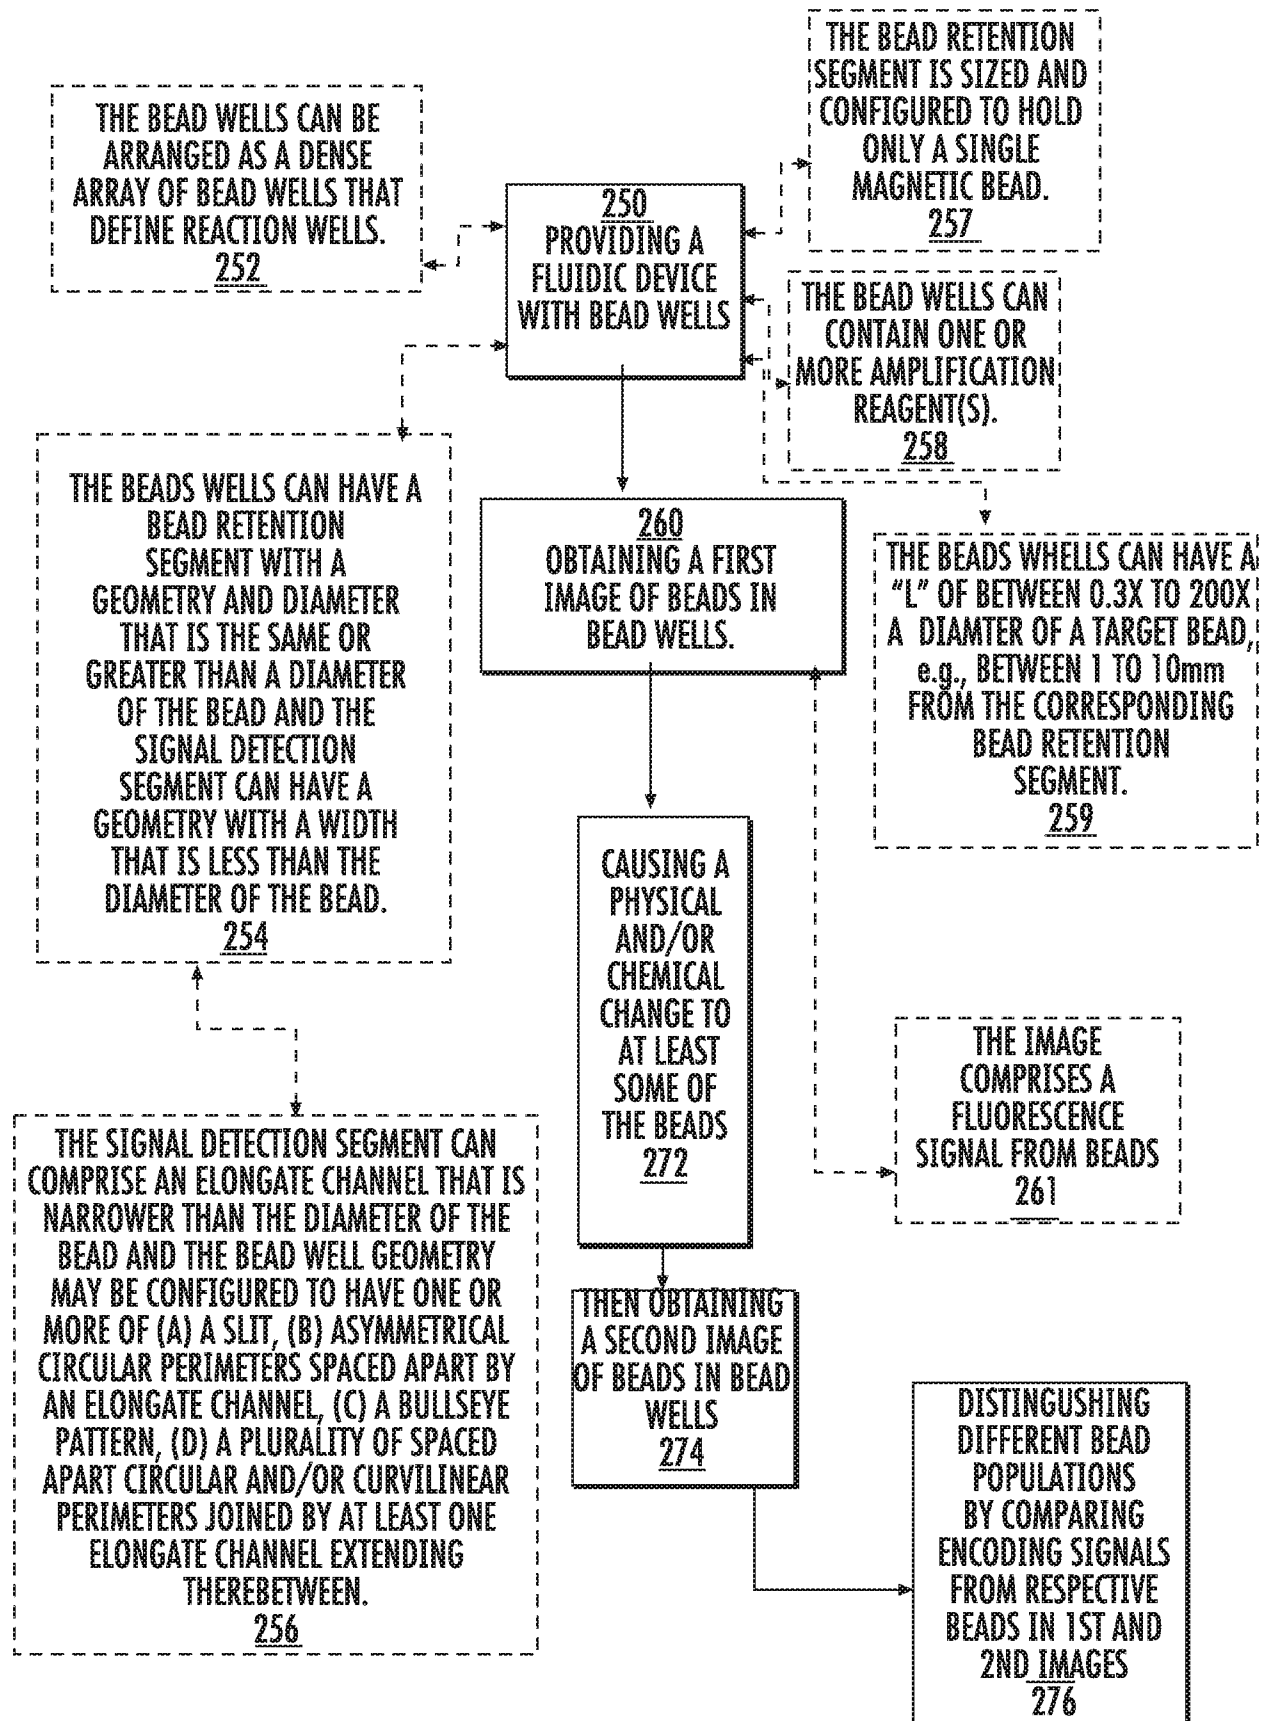 THE BEAD RETENTION
SEGMENT IS SIZED AND
CONFIGURED TO HOLD
ONLY A SINGLE
MAGNETIC BEAD.
257
THE BEAD WELLS CAN BE
ARRANGED AS A DENSE
ARRAY OF BEAD WELLS THAT
DEFINE REACTION WELLS.
252
250
PROVIDING A
FLUIDIC DEVICE
WITH BEAD WELLS
THE BEAD WELLS CAN
CONTAIN ONE OR
MORE AMPLIFICATION
REAGENT(S).
258
THE BEADS WELLS CAN HAVE A
BEAD RETENTION
SEGMENT WITH A
GEOMETRY AND DIAMETER
THAT IS THE SAME OR
GREATER THAN A DIAMETER
OF THE BEAD AND THE
SIGNAL DETECTION
SEGMENT CAN HAVE A
GEOMETRY WITH A WIDTH
THAT IS LESS THAN THE
DIAMETER OF THE BEAD.
254
260
OBTAINING A FIRST
IMAGE OF BEADS IN
BEAD WELLS.
THE BEADS WHELLS CAN HAVE A
"L" OF BETWEEN 0.3X TO 200X
A DIAMTER OF A TARGET BEAD,
e.g., BETWEEN 1 TO 10mm
FROM THE CORRESPONDING
BEAD RETENTION
SEGMENT.
259
CAUSING A
PHYSICAL
AND/OR
CHEMICAL
CHANGE TO
AT LEAST
SOME OF
THE BEADS
272
THE IMAGE
COMPRISES A
FLUORESCENCE
SIGNAL FROM BEADS
261
THE SIGNAL DETECTION SEGMENT CAN
COMPRISE AN ELONGATE CHANNEL THAT IS
NARROWER THAN THE DIAMETER OF THE
BEAD AND THE BEAD WELL GEOMETRY
MAY BE CONFIGURED TO HAVE ONE OR
MORE OF (A) A SLIT, (B) ASYMMETRICAL
CIRCULAR PERIMETERS SPACED APART BY
AN ELONGATE CHANNEL, (C) A BULLSEYE
PATTERN, (D) A PLURALITY OF SPACED
APART CIRCULAR AND/OR CURVILINEAR
PERIMETERS JOINED BY AT LEAST ONE
ELONGATE CHANNEL EXTENDING
THEREBETWEEN.
256
THEN OBTAINING
A SECOND IMAGE
OF BEADS IN BEAD
WELLS
274
DISTINGUSHING
DIFFERENT BEAD
POPULATIONS
BY COMPARING
ENCODING SIGNALS
FROM RESPECTIVE
BEADS IN 1ST AND
2ND IMAGES
276